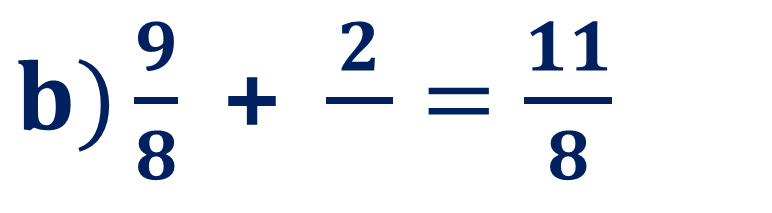 b) 9/8 + 2/ = 11/8